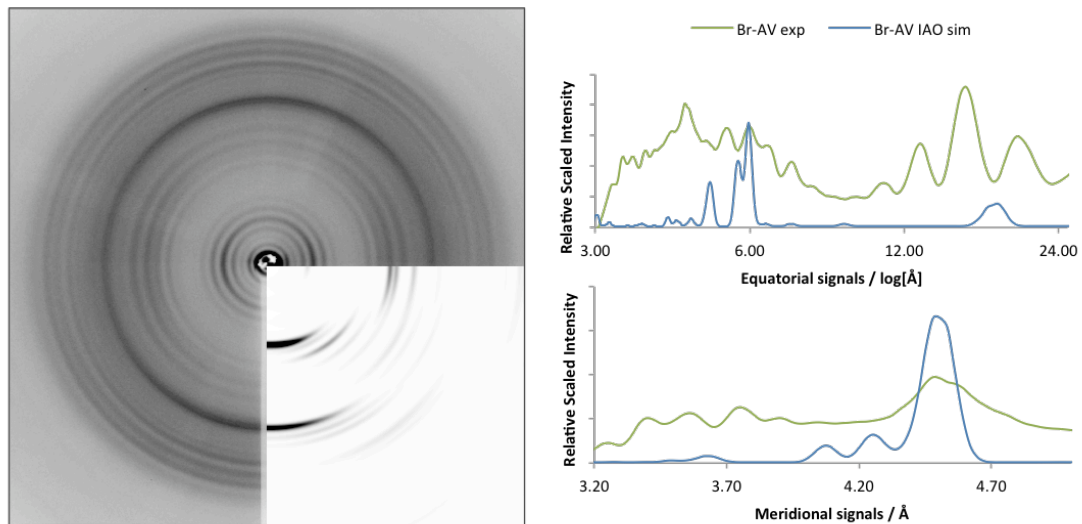 Br-AV exp Br-AV IAO sim
Relative Scaled Intensity
3.00 6.00 12.00 24.00
Equatorial signals / log[Å]
Relative Scaled Intensity
3.20 3.70 4.20 4.70
Meridional signals / Å